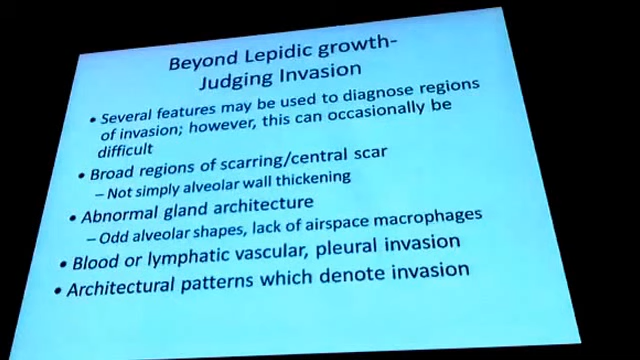 Beyond Lepidic growth-
Judging Invasion
• Several features may be used to diagnose regions
of invasion; however, this can occasionally be
difficult
• Broad regions of scarring/central scar
– Not simply alveolar wall thickening
• Abnormal gland architecture
– Odd alveolar shapes, lack of airspace macrophages
• Blood or lymphatic vascular, pleural invasion
• Architectural patterns which denote invasion